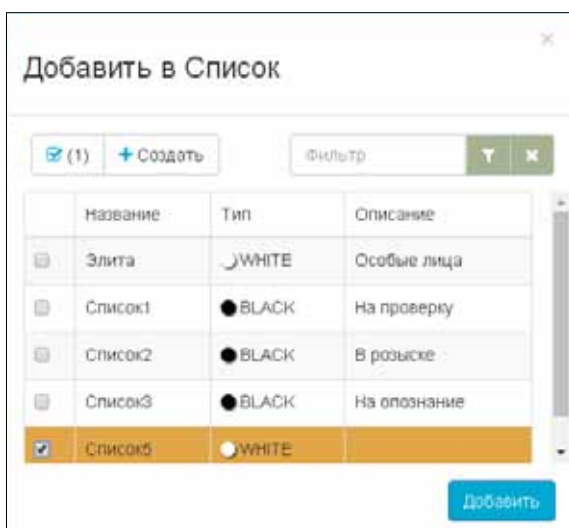 ×
Добавить в Список
(1) + Создать Фильтр
Название Тип Описание
Элита WHITE Особые лица
Список1 BLACK На проверку
Список2 BLACK В розыске
Список3 BLACK На опознание
Список5 WHITE
Добавить